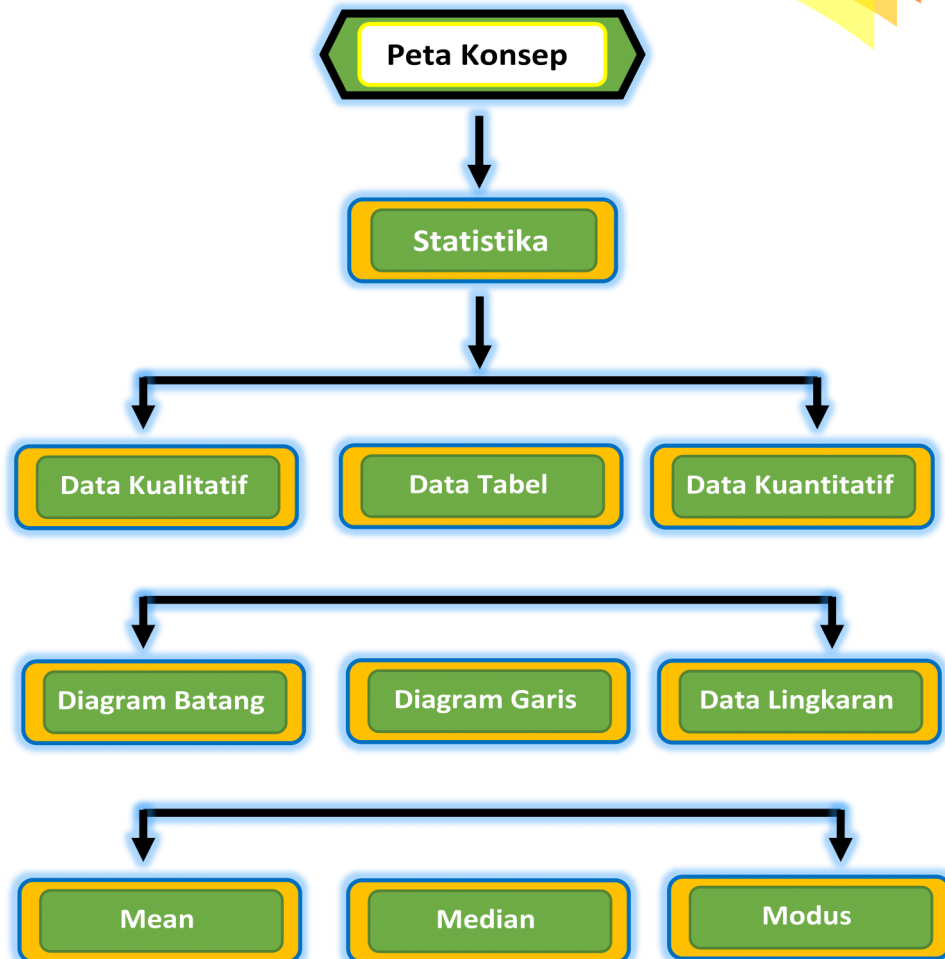 Peta Konsep
Statistika
Data Kualitatif
Data Tabel
Data Kuantitatif
Diagram Batang
Diagram Garis
Data Lingkaran
Mean
Median
Modus